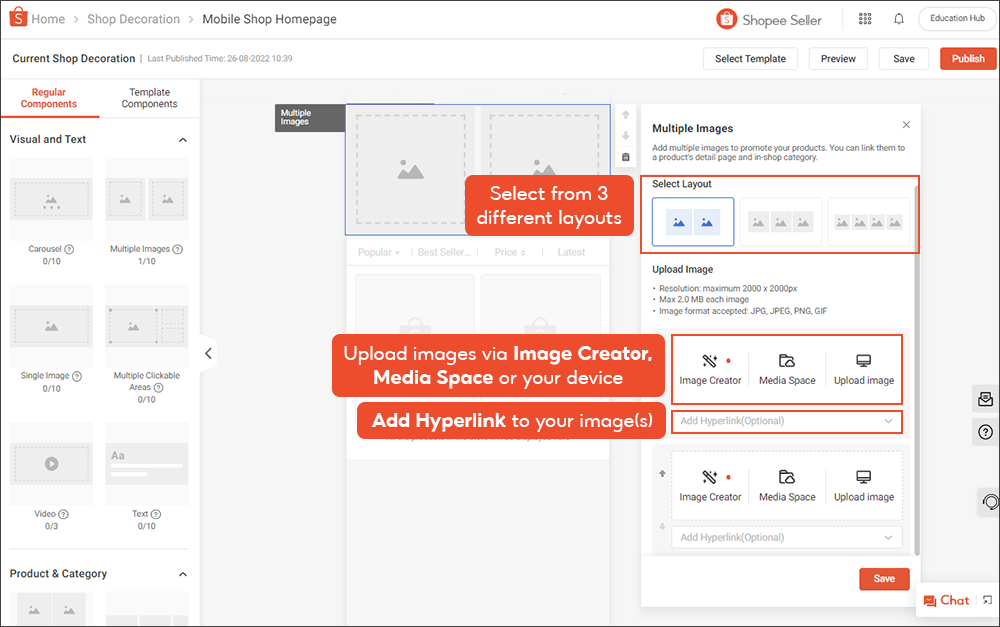 Home > Shop Decoration > Mobile Shop Homepage
Shopee Seller
Education Hub
Current Shop Decoration | Last Published Time: 26-08-2022 10:39
Select Template
Preview
Save
Publish
Regular
Components
Template
Components
Visual and Text
Carousel
0/10
Multiple Images
1/10
Single Image
0/10
Multiple Clickable
Areas
0/10
Video
0/3
Aa
Text
0/10
Product & Category
Multiple
Images
Popular
Best Seller...
Price
Latest
Select from 3
different layouts
Upload images via Image Creator,
Media Space or your device
Add Hyperlink to your image(s)
Multiple Images
Add multiple images to promote your products. You can link them to
a product's detail page and in-shop category.
Select Layout
Upload Image
• Resolution: maximum 2000 x 2000px
• Max 2.0 MB each image
• Image format accepted: JPG, JPEG, PNG, GIF
Image Creator
Media Space
Upload image
Add Hyperlink(Optional)
Image Creator
Media Space
Upload image
Add Hyperlink(Optional)
Save
Chat